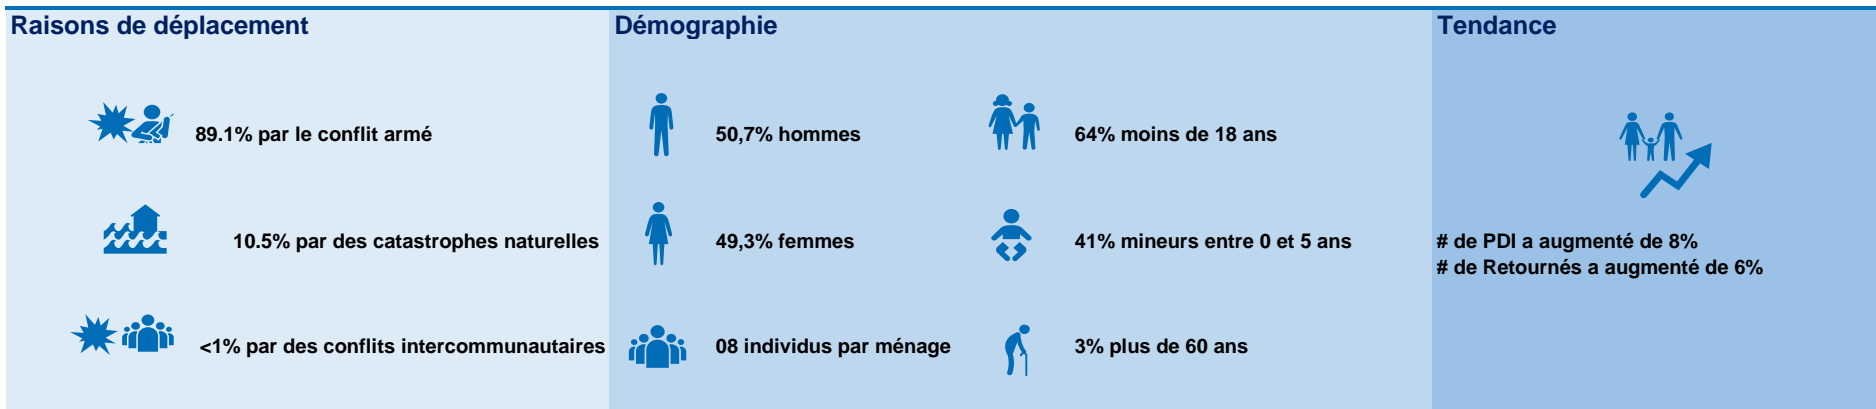 Raisons de déplacement
89.1% par le conflit armé
10.5% par des catastrophes naturelles
<1% par des conflits intercommunautaires
Démographie
50,7% hommes
49,3% femmes
08 individus par ménage
64% moins de 18 ans
41% mineurs entre 0 et 5 ans
3% plus de 60 ans
Tendance
# de PDI a augmenté de 8%
# de Retournés a augmenté de 6%